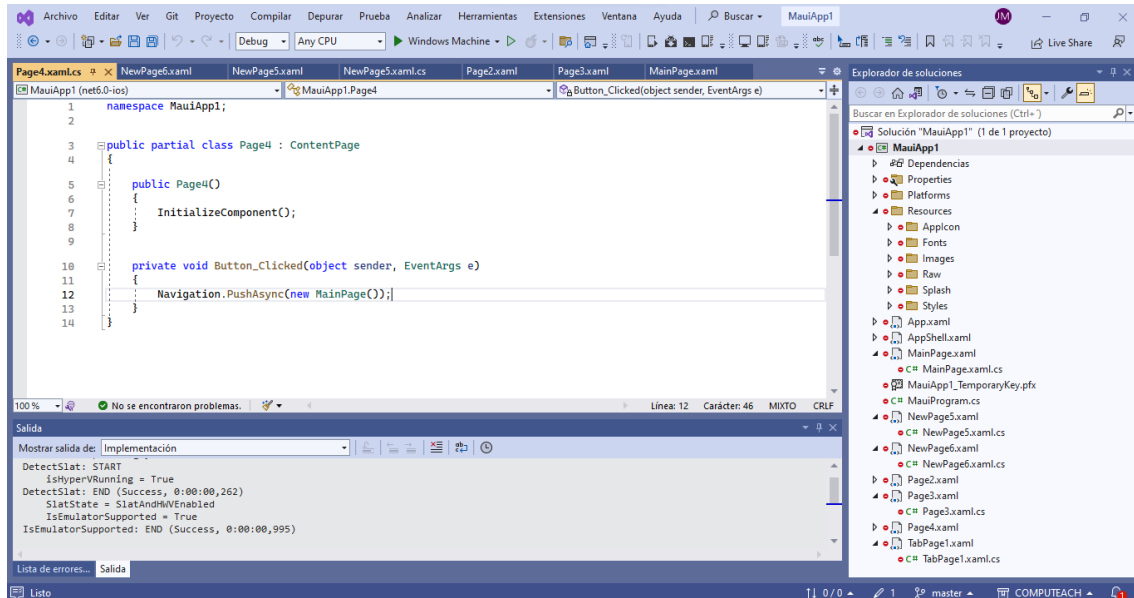 Archivo Editar Ver Git Proyecto Compilar Depurar Prueba Analizar Herramientas Extensiones Ventana Ayuda Buscar MauiApp1 JM
Debug Any CPU Windows Machine Live Share
Page4.xaml.cs NewPage6.xaml NewPage5.xaml NewPage5.xaml.cs Page2.xaml Page3.xaml MainPage.xaml
MauiApp1 (net6.0-ios) MauiApp1.Page4 Button_Clicked(object sender, EventArgs e)
1 namespace MauiApp1;
2
3 public partial class Page4 : ContentPage
4 {
5 public Page4()
6 {
7 InitializeComponent();
8 }
9
10 private void Button_Clicked(object sender, EventArgs e)
11 {
12 Navigation.PushAsync(new MainPage());
13 }
14 }
100 % No se encontraron problemas. Línea: 12 Carácter: 46 MIXTO CRLF
Salida
Mostrar salida de: Implementación
DetectSlat: START
isHyperVRunning = True
DetectSlat: END (Success, 0:00:00,262)
SlatState = SlatAndHWVEnabled
IsEmulatorSupported = True
IsEmulatorSupported: END (Success, 0:00:00,995)
Lista de errores... Salida
Explorador de soluciones
Buscar en Explorador de soluciones (Ctrl+´)
Solución "MauiApp1" (1 de 1 proyecto)
C# MauiApp1
Dependencias
Properties
Platforms
Resources
AppIcon
Fonts
Images
Raw
Splash
Styles
App.xaml
AppShell.xaml
MainPage.xaml
C# MainPage.xaml.cs
MauiApp1_TemporaryKey.pfx
C# MauiProgram.cs
NewPage5.xaml
C# NewPage5.xaml.cs
NewPage6.xaml
C# NewPage6.xaml.cs
Page2.xaml
Page3.xaml
C# Page3.xaml.cs
Page4.xaml
TabPage1.xaml
C# TabPage1.xaml.cs
Listo 0 / 0 1 master COMPUTEACH 1